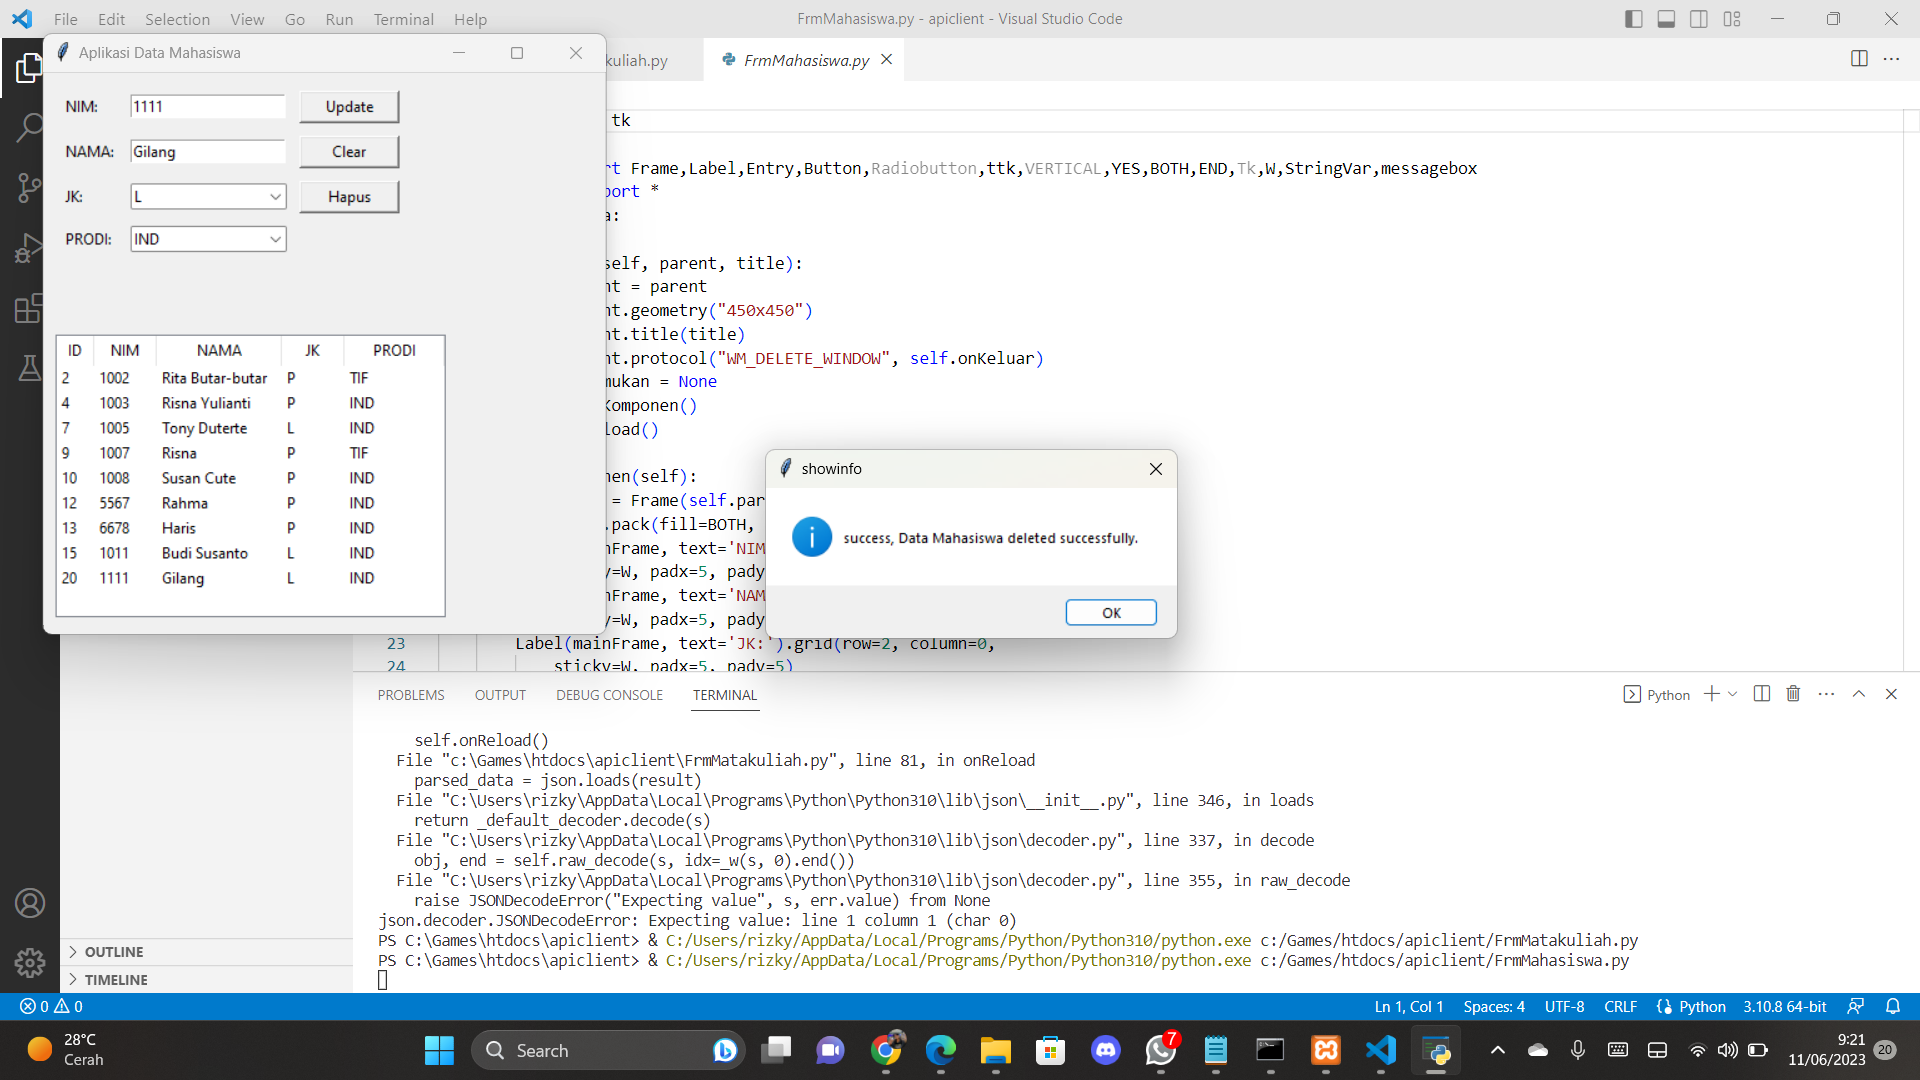 File Edit Selection View Go Run Terminal Help
FrmMahasiswa.py - apiclient - Visual Studio Code
Aplikasi Data Mahasiswa
NIM: 1111 Update
NAMA: Gilang Clear
JK: L Hapus
PRODI: IND
ID NIM NAMA JK PRODI
2 1002 Rita Butar-butar P TIF
4 1003 Risna Yulianti P IND
7 1005 Tony Duterte L IND
9 1007 Risna P TIF
10 1008 Susan Cute P IND
12 5567 Rahma P IND
13 6678 Haris P IND
15 1011 Budi Susanto L IND
20 1111 Gilang L IND
kuliah.py FrmMahasiswa.py
tk
rt Frame,Label,Entry,Button,Radiobutton,ttk,VERTICAL,YES,BOTH,END,Tk,W,StringVar,messagebox
port *
a:
self, parent, title):
nt = parent
nt.geometry("450x450")
nt.title(title)
nt.protocol("WM_DELETE_WINDOW", self.onKeluar)
mukan = None
Komponen()
load()
nen(self):
= Frame(self.par
.pack(fill=BOTH,
nFrame, text='NIM
y=W, padx=5, pady
nFrame, text='NAM
y=W, padx=5, pady
23 Label(mainFrame, text='JK:').grid(row=2, column=0,
24 sticky=W, padx=5, pady=5)
showinfo
success, Data Mahasiswa deleted successfully.
OK
PROBLEMS OUTPUT DEBUG CONSOLE TERMINAL
Python
self.onReload()
File "c:\Games\htdocs\apiclient\FrmMatakuliah.py", line 81, in onReload
parsed_data = json.loads(result)
File "C:\Users\rizky\AppData\Local\Programs\Python\Python310\lib\json\__init__.py", line 346, in loads
return _default_decoder.decode(s)
File "C:\Users\rizky\AppData\Local\Programs\Python\Python310\lib\json\decoder.py", line 337, in decode
obj, end = self.raw_decode(s, idx=_w(s, 0).end())
File "C:\Users\rizky\AppData\Local\Programs\Python\Python310\lib\json\decoder.py", line 355, in raw_decode
raise JSONDecodeError("Expecting value", s, err.value) from None
json.decoder.JSONDecodeError: Expecting value: line 1 column 1 (char 0)
PS C:\Games\htdocs\apiclient> & C:/Users/rizky/AppData/Local/Programs/Python/Python310/python.exe c:/Games/htdocs/apiclient/FrmMatakuliah.py
PS C:\Games\htdocs\apiclient> & C:/Users/rizky/AppData/Local/Programs/Python/Python310/python.exe c:/Games/htdocs/apiclient/FrmMahasiswa.py
OUTLINE
TIMELINE
0 0
Ln 1, Col 1 Spaces: 4 UTF-8 CRLF Python 3.10.8 64-bit
28°C
Cerah
Search
7
9:21
11/06/2023
20